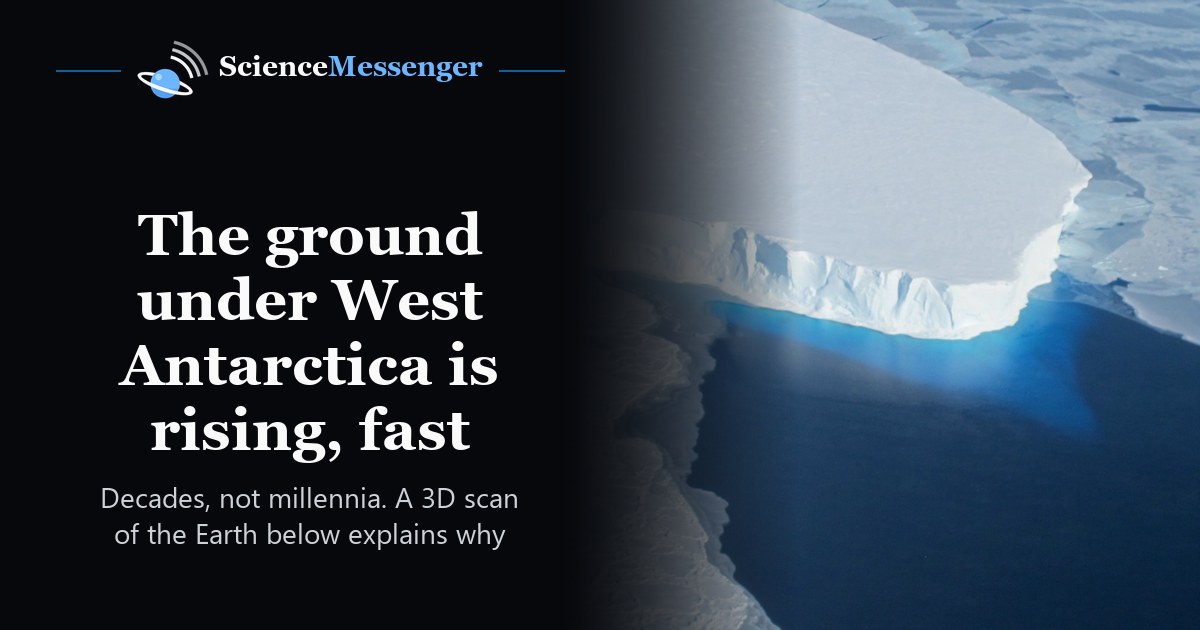 ScienceMessenger
The ground
under West
Antarctica is
rising, fast
Decades, not millennia. A 3D scan
of the Earth below explains why